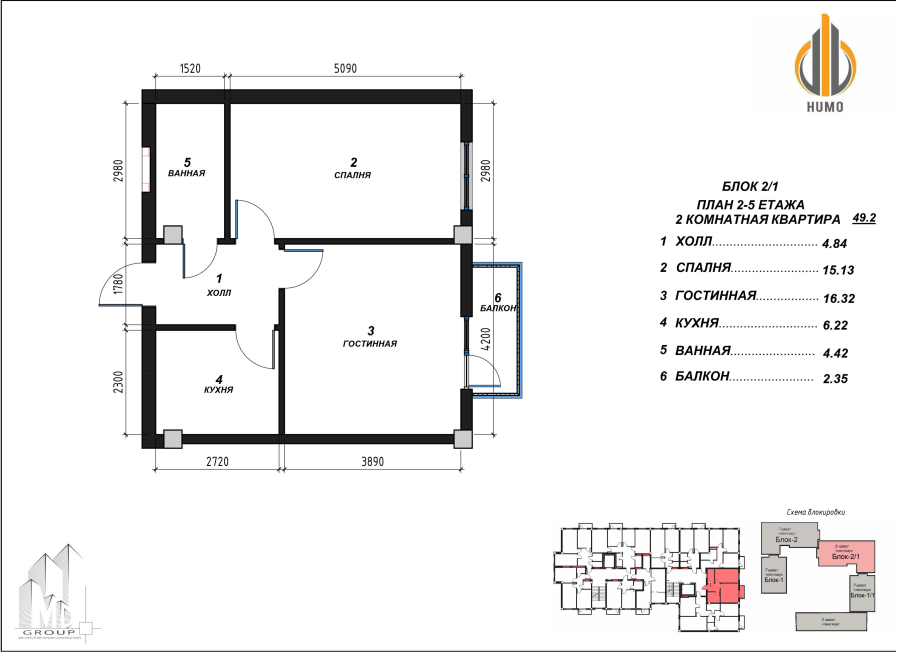 HUMO
1520
5090
2980
5
ВАННАЯ
2
СПАЛНЯ
2980
БЛОК 2/1
ПЛАН 2-5 ЕТАЖА
2 КОМНАТНАЯ КВАРТИРА 49.2
1 ХОЛЛ............................ 4.84
2 СПАЛНЯ....................... 15.13
3 ГОСТИННАЯ................ 16.32
4 КУХНЯ.......................... 6.22
5 ВАННАЯ....................... 4.42
6 БАЛКОН....................... 2.35
1780
1
ХОЛЛ
6
БАЛКОН
3
ГОСТИННАЯ
4200
2300
4
КУХНЯ
2720
3890
Схема блокировки
Блок-2
Блок-2/1
Блок-1
Блок-1/1
GROUP